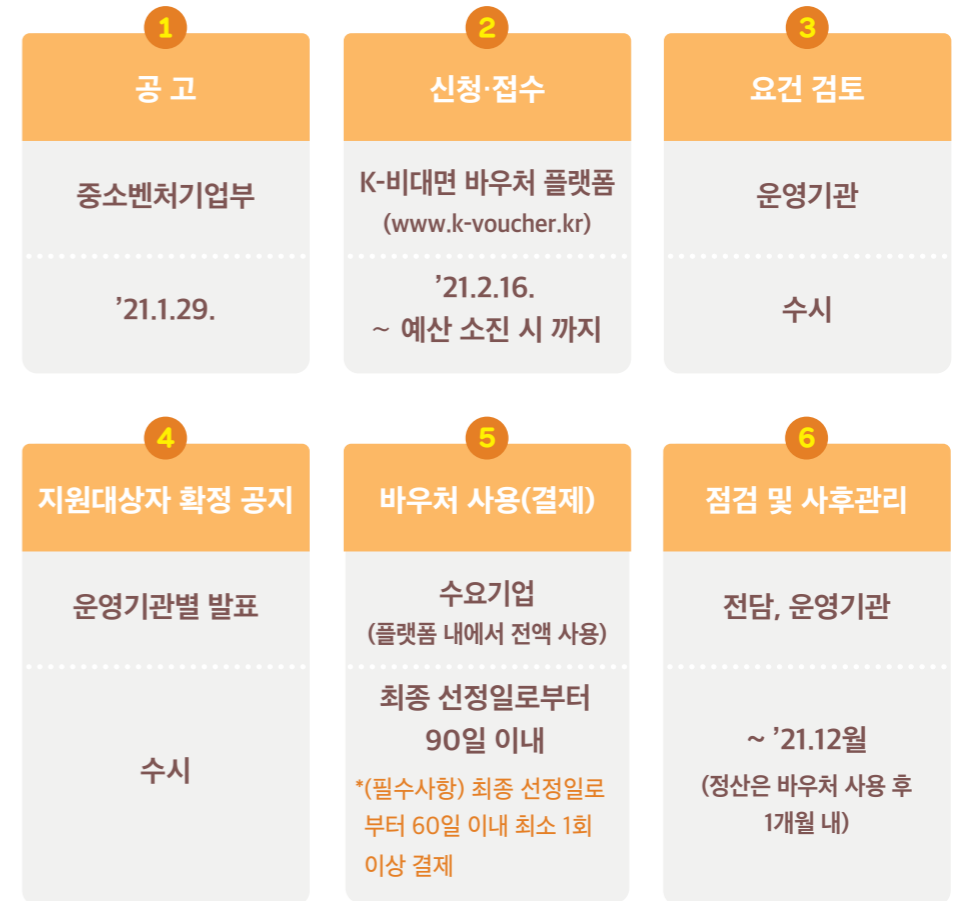 1
공 고
중소벤처기업부
’21.1.29.
2
신청·접수
K-비대면 바우처 플랫폼
(www.k-voucher.kr)
’21.2.16.
~ 예산 소진 시 까지
3
요건 검토
운영기관
수시
4
지원대상자 확정 공지
운영기관별 발표
수시
5
바우처 사용(결제)
수요기업
(플랫폼 내에서 전액 사용)
최종 선정일로부터
90일 이내
*(필수사항) 최종 선정일로
부터 60일 이내 최소 1회
이상 결제
6
점검 및 사후관리
전담, 운영기관
~ ’21.12월
(정산은 바우처 사용 후
1개월 내)